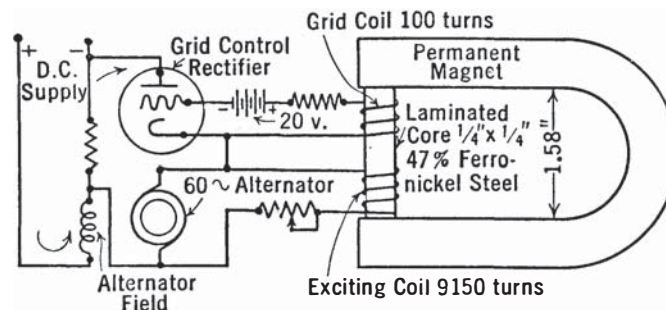 Grid Coil 100 turns
+ -
D.C.
Supply
Grid Control
Rectifier
Permanent
Magnet
- +
20 v.
Laminated
Core 1/4" x 1/4"
47% Ferro-
nickel Steel
1.58"
60 ~ Alternator
Alternator
Field
Exciting Coil 9150 turns